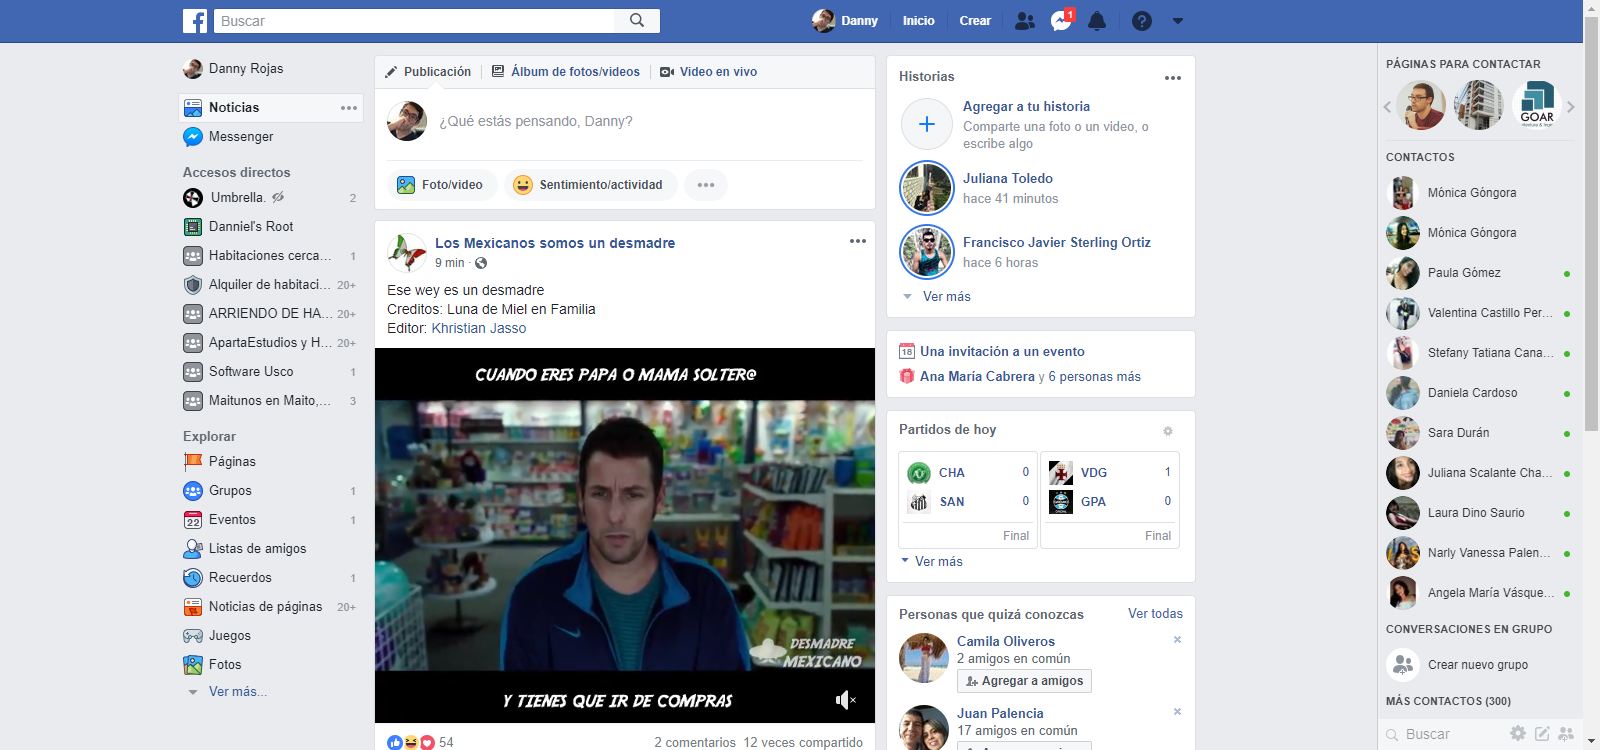 Buscar
Danny
Inicio
Crear
1
Danny Rojas
Noticias
Messenger
Accesos directos
Umbrella. 2
Danniel's Root
Habitaciones cerca... 1
Alquiler de habitaci... 20+
ARRIENDO DE HA... 20+
ApartaEstudios y H... 20+
Software Usco 1
Maitunos en Maito,... 3
Explorar
Páginas
Grupos 1
22
Eventos 1
Listas de amigos
Recuerdos 1
Noticias de páginas 20+
Juegos
Fotos
Ver más...
Publicación
Álbum de fotos/videos
Video en vivo
¿Qué estás pensando, Danny?
Foto/video
Sentimiento/actividad
Los Mexicanos somos un desmadre
9 min ·
Ese wey es un desmadre
Creditos: Luna de Miel en Familia
Editor: Khristian Jasso
CUANDO ERES PAPA O MAMA SOLTER@
DESMADRE
MEXICANO
Y TIENES QUE IR DE COMPRAS
54
2 comentarios 12 veces compartido
Historias
Agregar a tu historia
Comparte una foto o un video, o
escribe algo
Juliana Toledo
hace 41 minutos
Francisco Javier Sterling Ortiz
hace 6 horas
Ver más
18
Una invitación a un evento
Ana María Cabrera y 6 personas más
Partidos de hoy
CHA 0
SAN 0
Final
VDG 1
GPA 0
Final
Ver más
Personas que quizá conozcas
Ver todas
Camila Oliveros
2 amigos en común
Agregar a amigos
Juan Palencia
17 amigos en común
PÁGINAS PARA CONTACTAR
GOAR
CONTACTOS
Mónica Góngora
Mónica Góngora
Paula Gómez
Valentina Castillo Per...
Stefany Tatiana Cana...
Daniela Cardoso
Sara Durán
Juliana Scalante Cha...
Laura Dino Saurio
Narly Vanessa Palen...
Angela María Vásque...
CONVERSACIONES EN GRUPO
Crear nuevo grupo
MÁS CONTACTOS (300)
Buscar